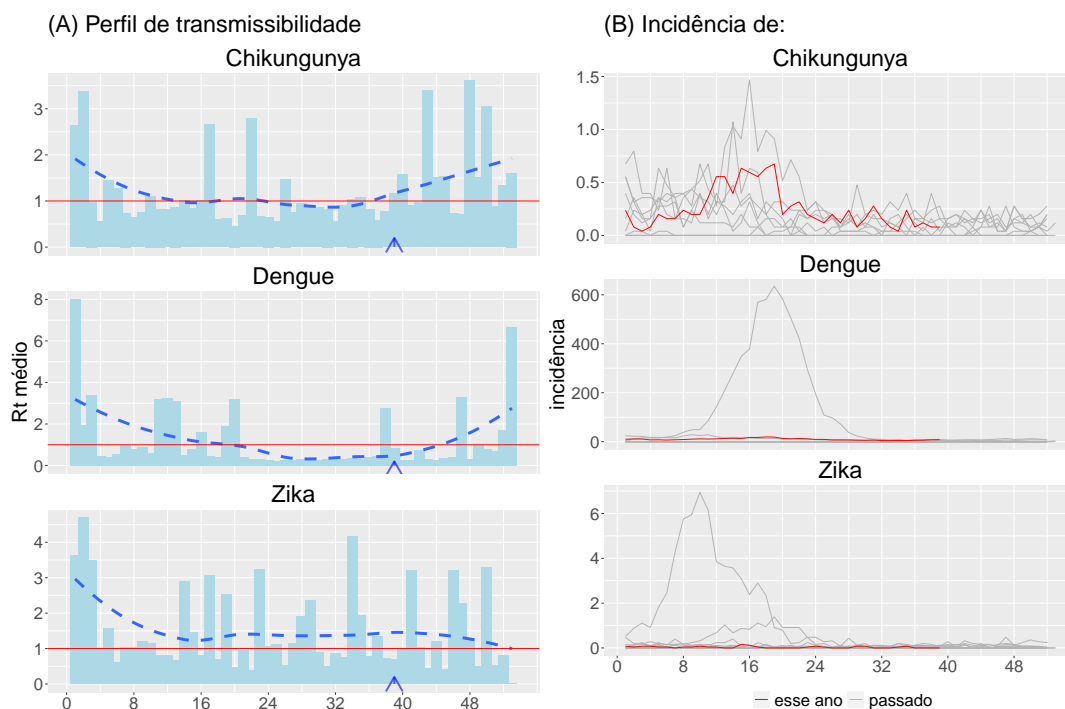 (A) Perfil de transmissibilidade
Chikungunya
3
2
1
0
Dengue
8
6
4
2
0
Rt médio
Zika
4
3
2
1
0
0 8 16 24 32 40 48
(B) Incidência de:
Chikungunya
1.5
1.0
0.5
0.0
Dengue
600
400
200
0
incidência
Zika
6
4
2
0
0 8 16 24 32 40 48
esse ano passado